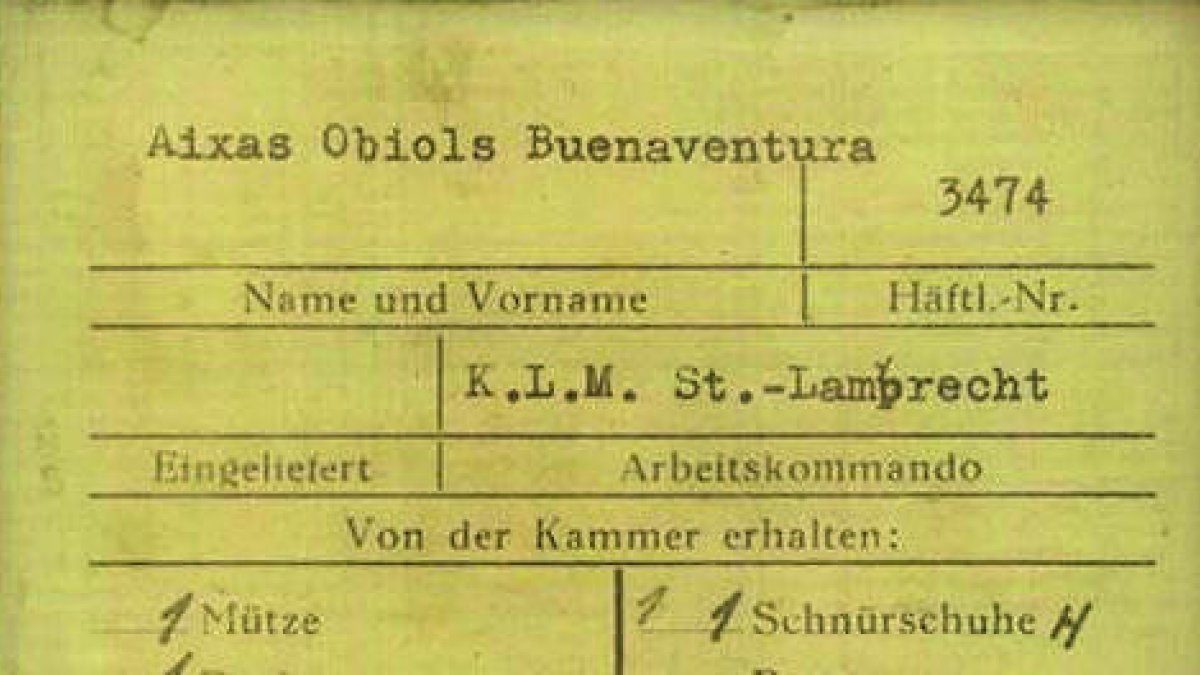 Aixas Obiols Buenaventura
3474
Name und Vorname Häftl.-Nr.
K.L.M. St.-Lambrecht
Eingeliefert Arbeitskommando
Von der Kammer erhalten:
1 Mütze 1 1 Schnürschuhe H
1